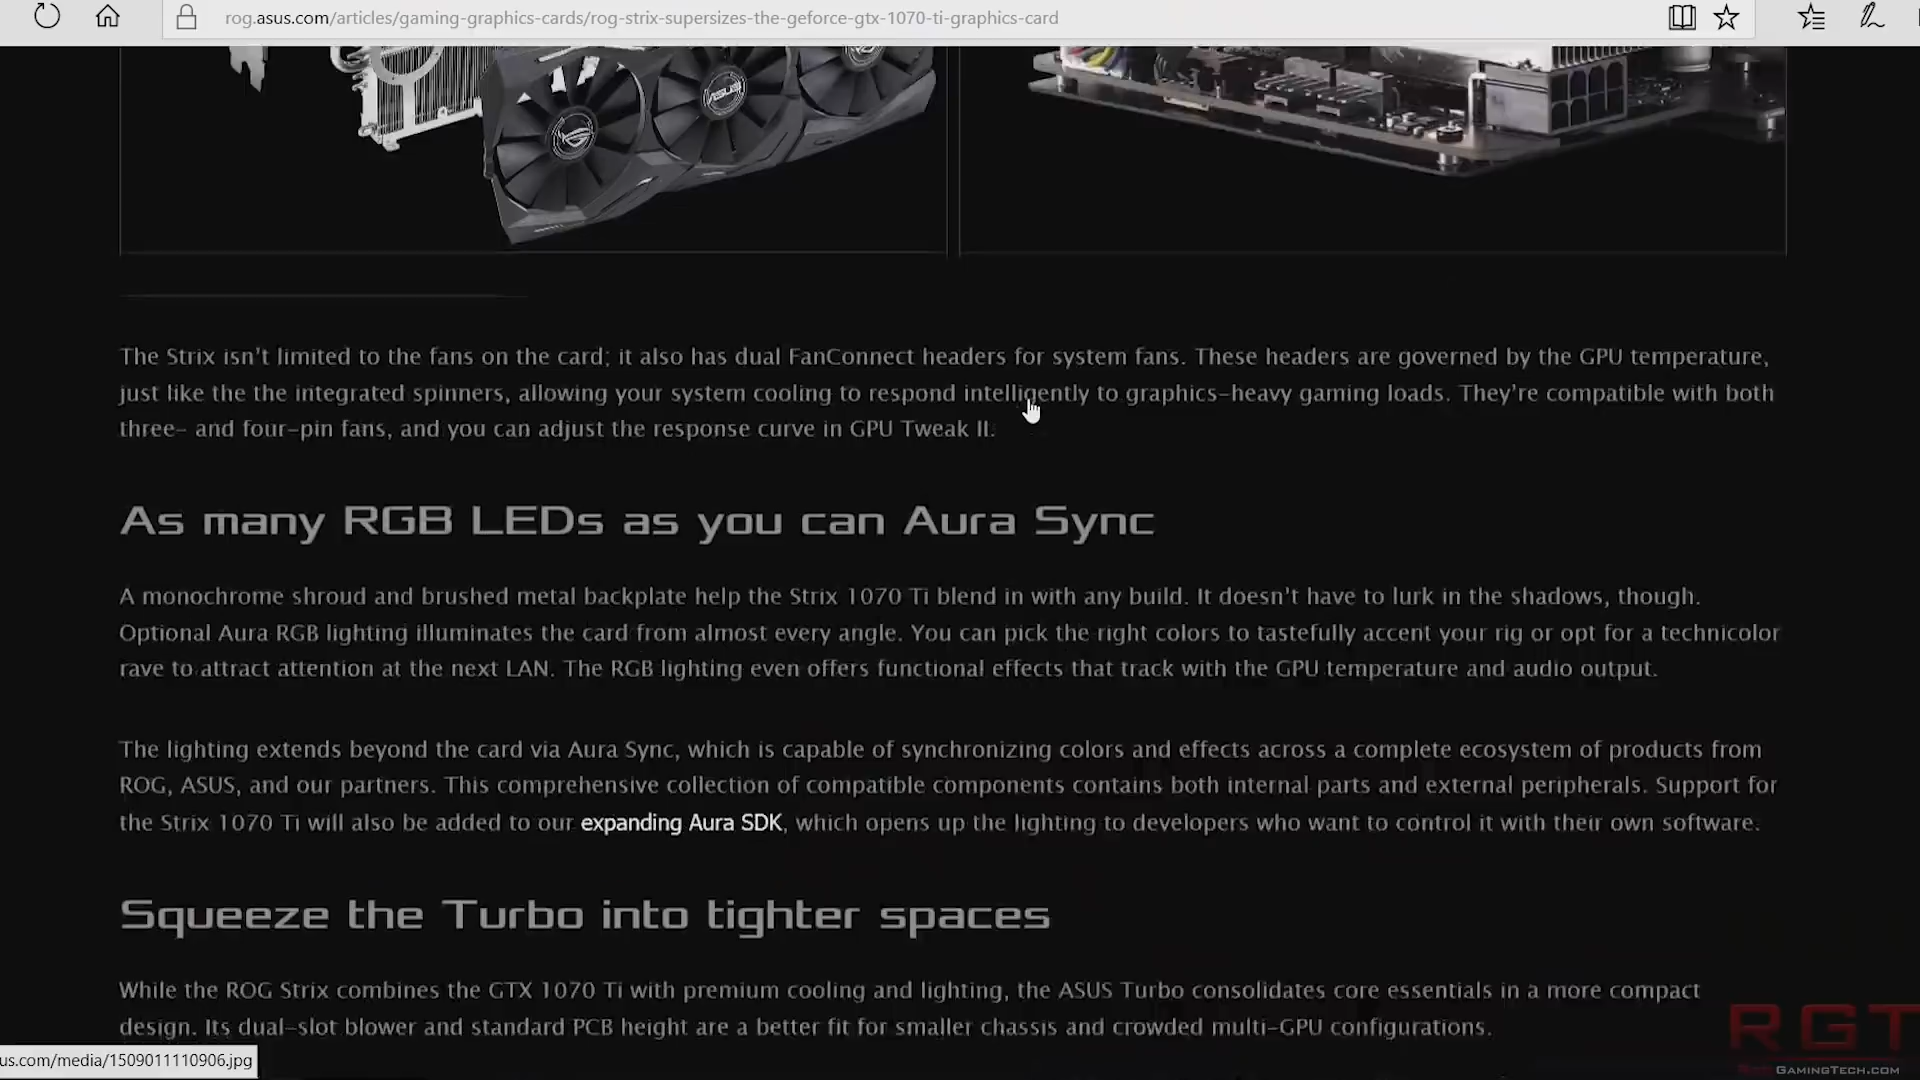 rog.asus.com/articles/gaming-graphics-cards/rog-strix-supersizes-the-geforce-gtx-1070-ti-graphics-card
ASUS
The Strix isn't limited to the fans on the card; it also has dual FanConnect headers for system fans. These headers are governed by the GPU temperature,
just like the the integrated spinners, allowing your system cooling to respond intelligently to graphics-heavy gaming loads. They're compatible with both
three- and four-pin fans, and you can adjust the response curve in GPU Tweak II.
As many RGB LEDs as you can Aura Sync
A monochrome shroud and brushed metal backplate help the Strix 1070 Ti blend in with any build. It doesn't have to lurk in the shadows, though.
Optional Aura RGB lighting illuminates the card from almost every angle. You can pick the right colors to tastefully accent your rig or opt for a technicolor
rave to attract attention at the next LAN. The RGB lighting even offers functional effects that track with the GPU temperature and audio output.
The lighting extends beyond the card via Aura Sync, which is capable of synchronizing colors and effects across a complete ecosystem of products from
ROG, ASUS, and our partners. This comprehensive collection of compatible components contains both internal parts and external peripherals. Support for
the Strix 1070 Ti will also be added to our expanding Aura SDK, which opens up the lighting to developers who want to control it with their own software.
Squeeze the Turbo into tighter spaces
While the ROG Strix combines the GTX 1070 Ti with premium cooling and lighting, the ASUS Turbo consolidates core essentials in a more compact
design. Its dual-slot blower and standard PCB height are a better fit for smaller chassis and crowded multi-GPU configurations.
us.com/media/1509011110906.jpg
RGT
GAMINGTECH.COM